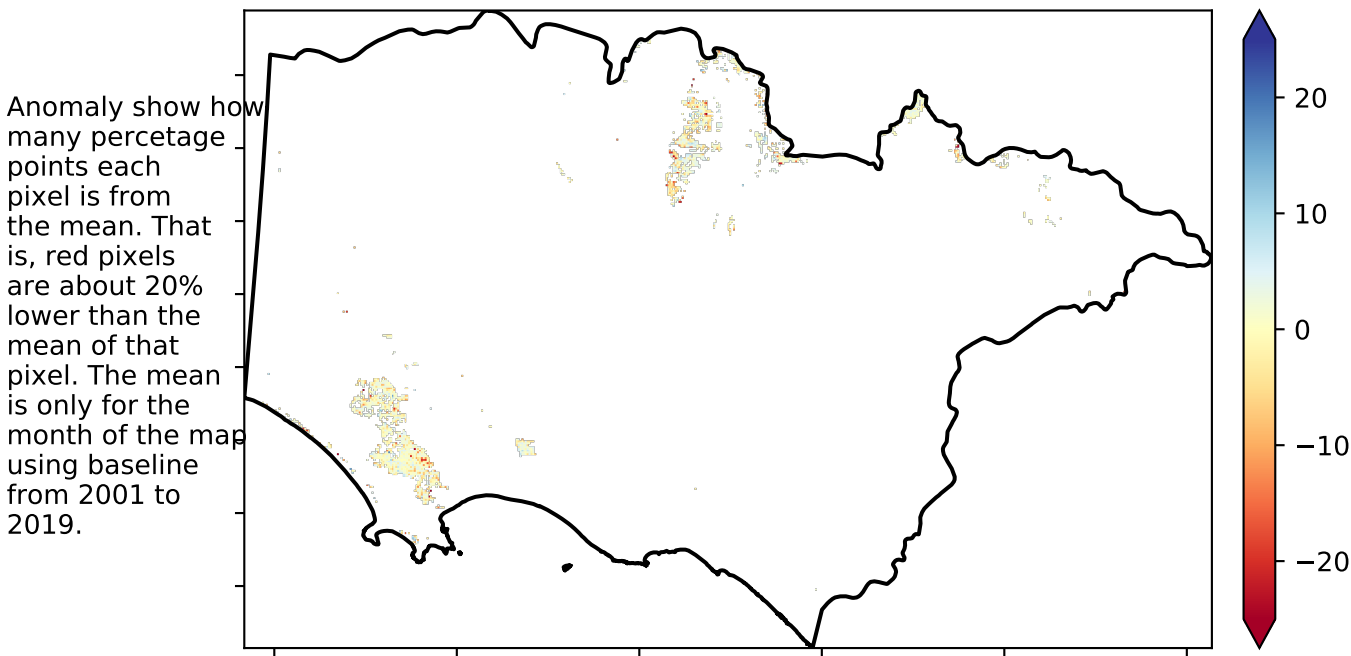 Anomaly show how
many percetage
points each
pixel is from
the mean. That
is, red pixels
are about 20%
lower than the
mean of that
pixel. The mean
is only for the
month of the map
using baseline
from 2001 to
2019.
20
10
0
−10
−20